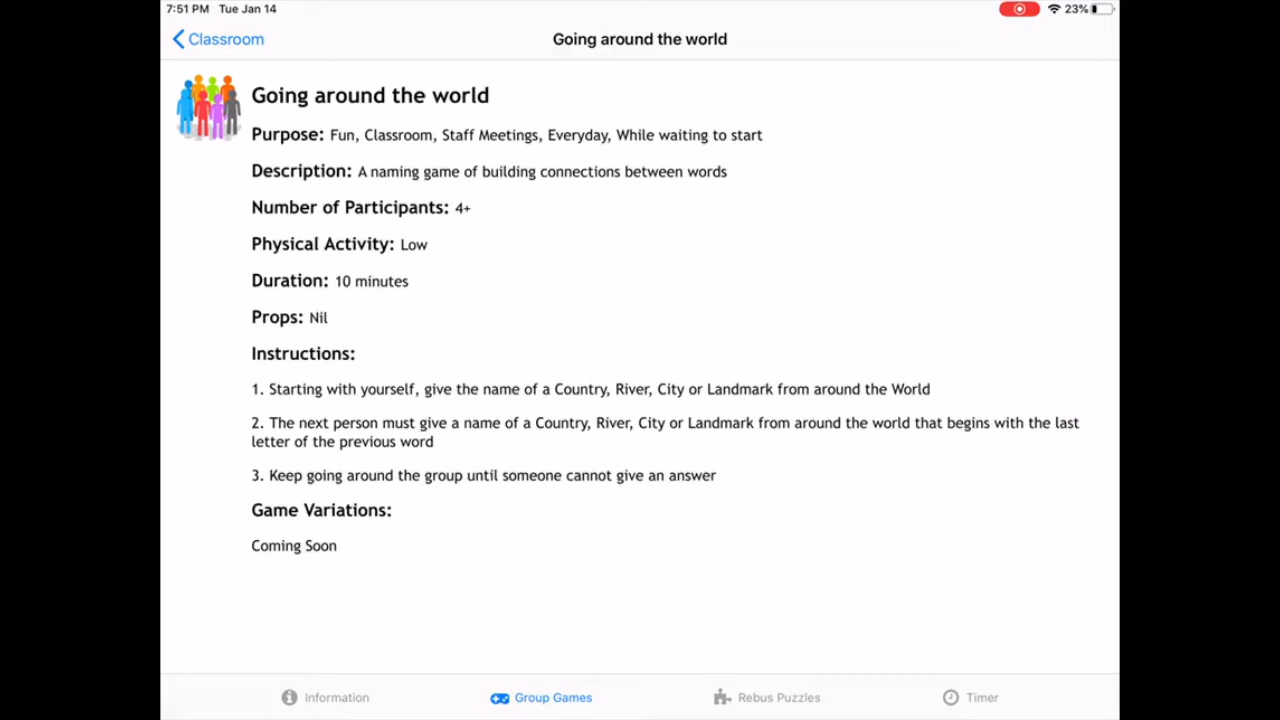 7:51 PM Tue Jan 14
23%
Classroom
Going around the world
Going around the world
Purpose: Fun, Classroom, Staff Meetings, Everyday, While waiting to start
Description: A naming game of building connections between words
Number of Participants: 4+
Physical Activity: Low
Duration: 10 minutes
Props: Nil
Instructions:
1. Starting with yourself, give the name of a Country, River, City or Landmark from around the World
2. The next person must give a name of a Country, River, City or Landmark from around the world that begins with the last
letter of the previous word
3. Keep going around the group until someone cannot give an answer
Game Variations:
Coming Soon
Information
Group Games
Rebus Puzzles
Timer